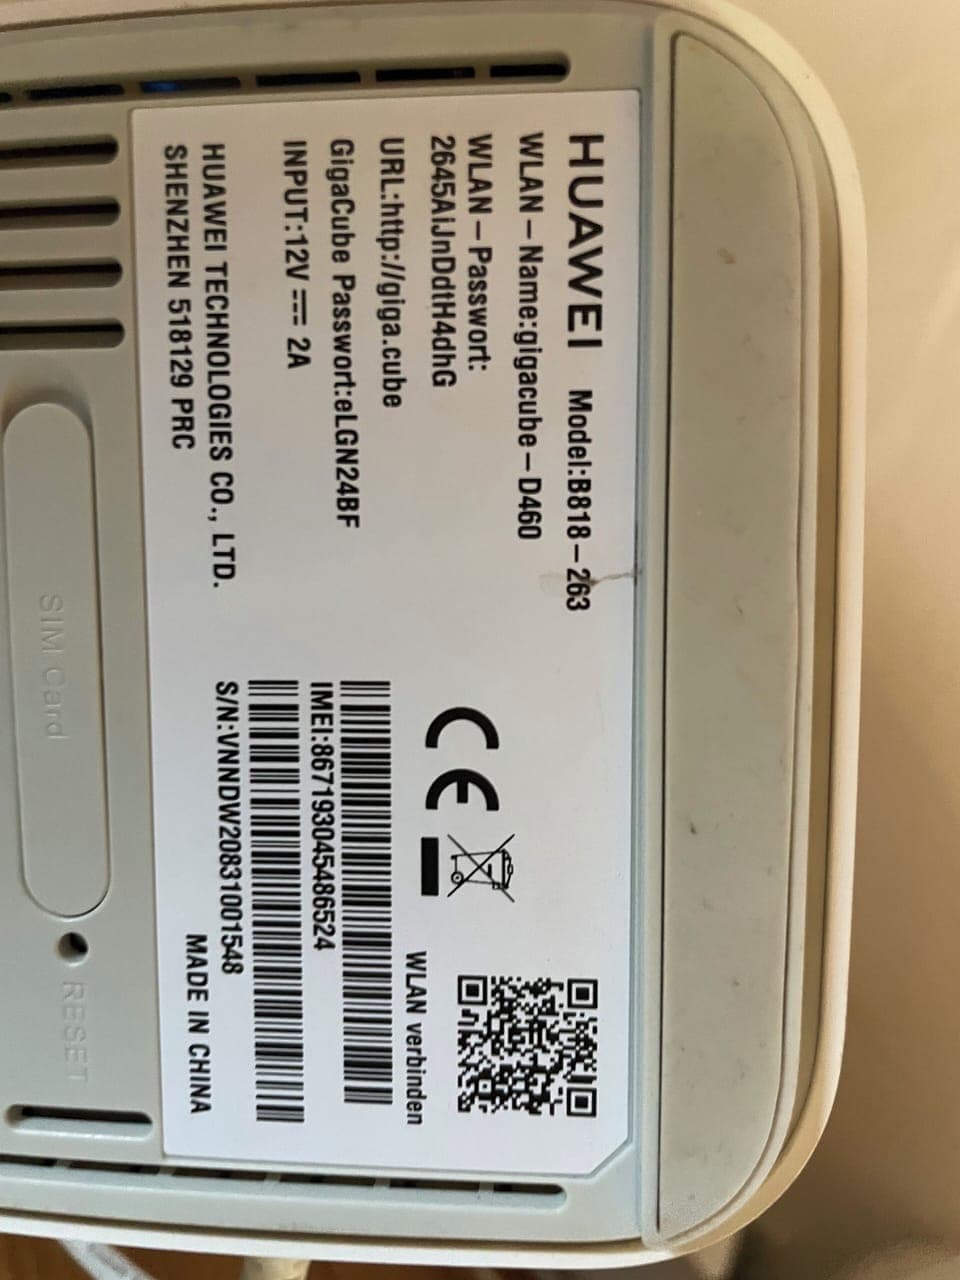 HUAWEI Model:B818-263
WLAN-Name:gigacube-D460
WLAN-Passwort:
2645AiJnDdtH4dhG
URL:http://giga.cube
GigaCube Passwort:eLGN24BF
INPUT:12V ⎓ 2A
HUAWEI TECHNOLOGIES CO., LTD.
SHENZHEN 518129 PRC
CE
WLAN verbinden
IMEI:867193045486524
S/N:VNNDW20831001548
MADE IN CHINA
SIM Card
RESET